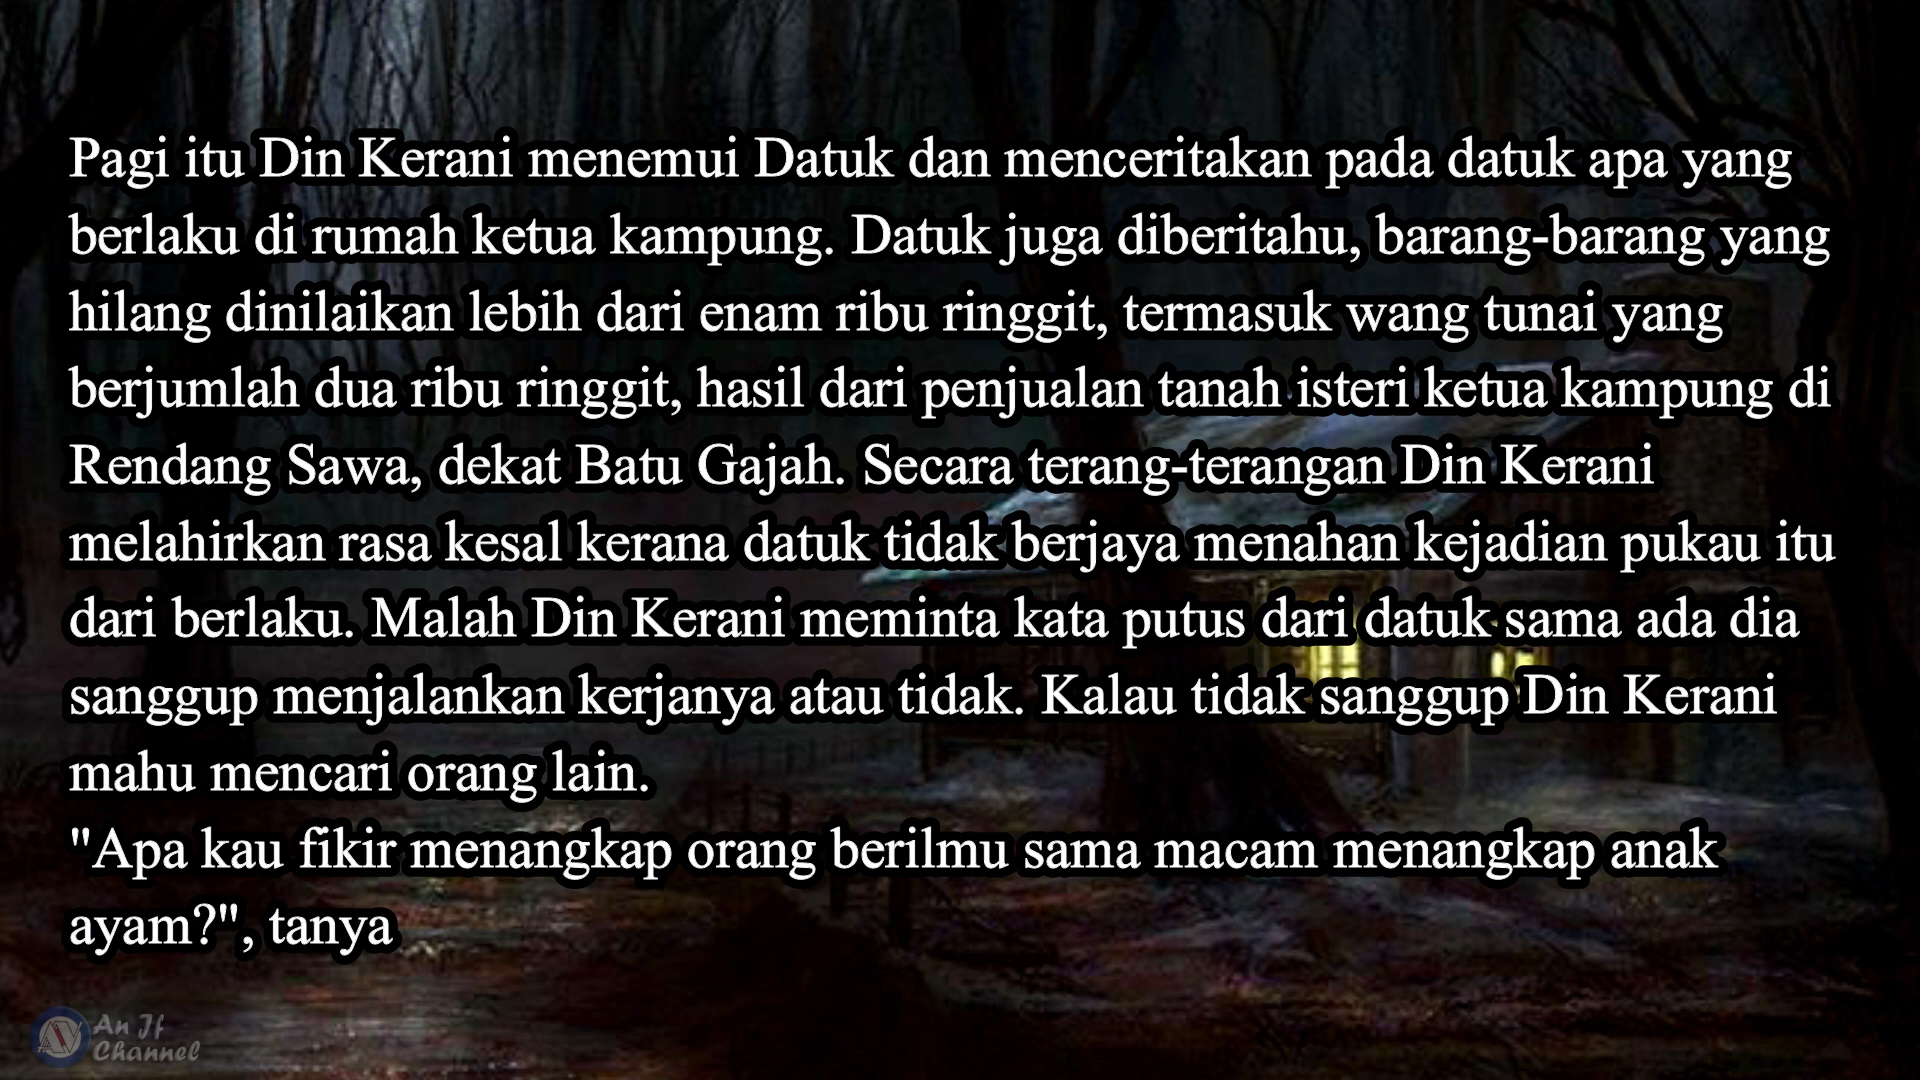 Pagi itu Din Kerani menemui Datuk dan menceritakan pada datuk apa yang
berlaku di rumah ketua kampung. Datuk juga diberitahu, barang-barang yang
hilang dinilaikan lebih dari enam ribu ringgit, termasuk wang tunai yang
berjumlah dua ribu ringgit, hasil dari penjualan tanah isteri ketua kampung di
Rendang Sawa, dekat Batu Gajah. Secara terang-terangan Din Kerani
melahirkan rasa kesal kerana datuk tidak berjaya menahan kejadian pukau itu
dari berlaku. Malah Din Kerani meminta kata putus dari datuk sama ada dia
sanggup menjalankan kerjanya atau tidak. Kalau tidak sanggup Din Kerani
mahu mencari orang lain.
"Apa kau fikir menangkap orang berilmu sama macam menangkap anak
ayam?", tanya
An If
Channel